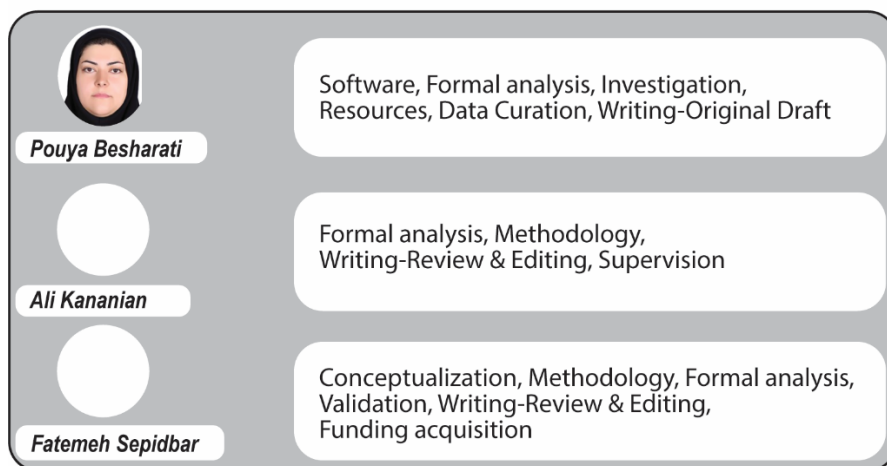 Software, Formal analysis, Investigation,
Resources, Data Curation, Writing-Original Draft
Pouya Besharati
Formal analysis, Methodology,
Writing-Review & Editing, Supervision
Ali Kananian
Conceptualization, Methodology, Formal analysis,
Validation, Writing-Review & Editing,
Funding acquisition
Fatemeh Sepidbar